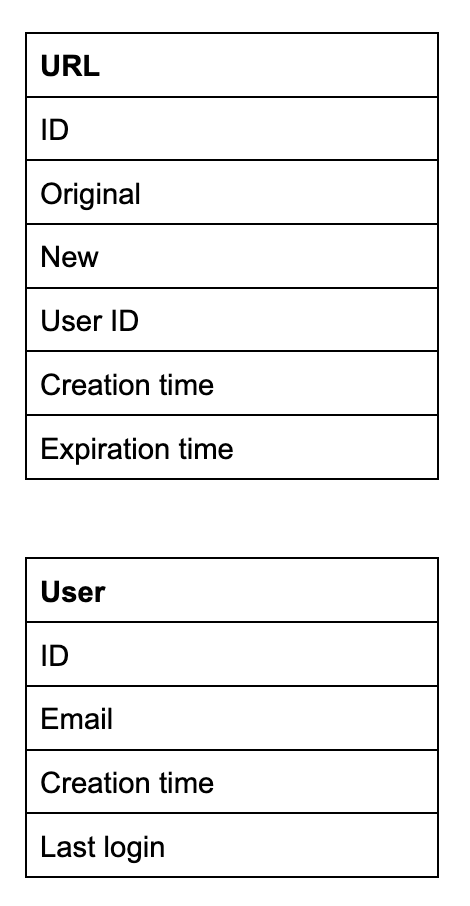 URL
ID
Original
New
User ID
Creation time
Expiration time
User
ID
Email
Creation time
Last login